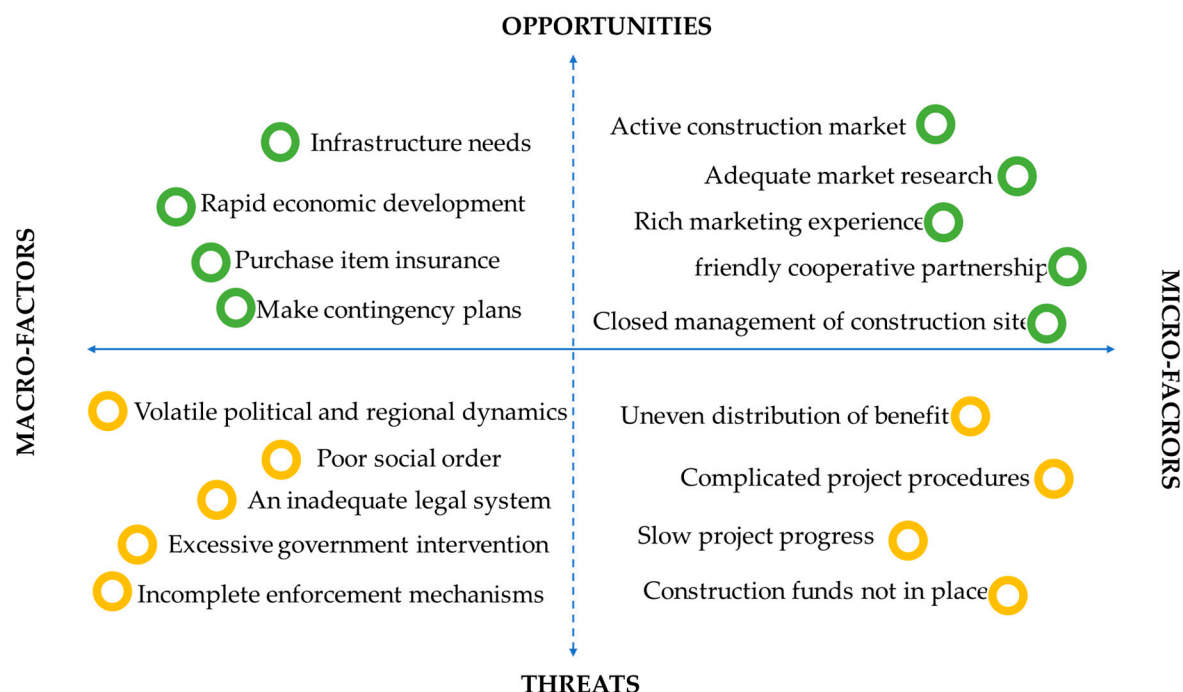 OPPORTUNITIES
Infrastructure needs
Rapid economic development
Purchase item insurance
Make contingency plans
Active construction market
Adequate market research
Rich marketing experience
friendly cooperative partnership
Closed management of construction site
MACRO-FACTORS
MICRO-FACRORS
Volatile political and regional dynamics
Poor social order
An inadequate legal system
Excessive government intervention
Incomplete enforcement mechanisms
Uneven distribution of benefit
Complicated project procedures
Slow project progress
Construction funds not in place
THREATS